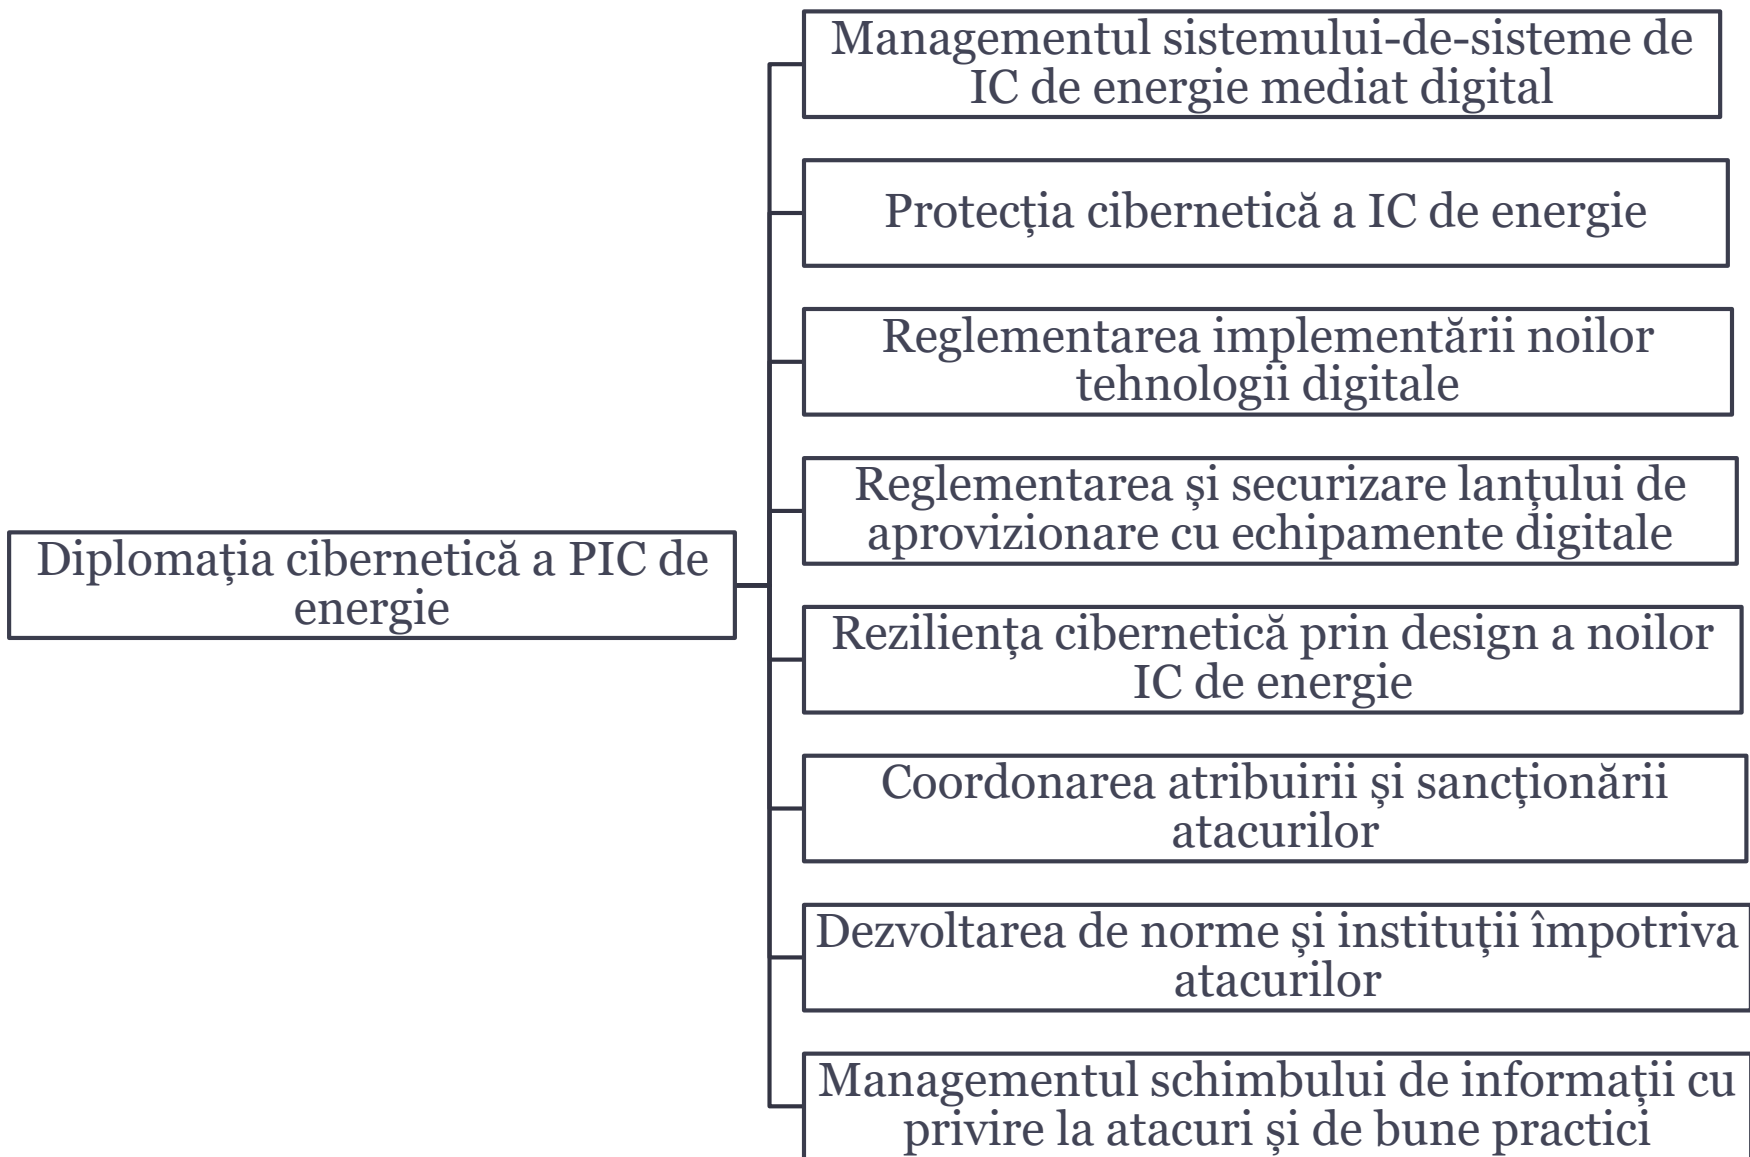 Managementul sistemului-de-sisteme de
IC de energie mediat digital
Protecția cibernetică a IC de energie
Reglementarea implementării noilor
tehnologii digitale
Reglementarea și securizare lanțului de
aprovizionare cu echipamente digitale
Diplomația cibernetică a PIC de
energie
Reziliența cibernetică prin design a noilor
IC de energie
Coordonarea atribuirii și sancționării
atacurilor
Dezvoltarea de norme și instituții împotriva
atacurilor
Managementul schimbului de informații cu
privire la atacuri și de bune practici